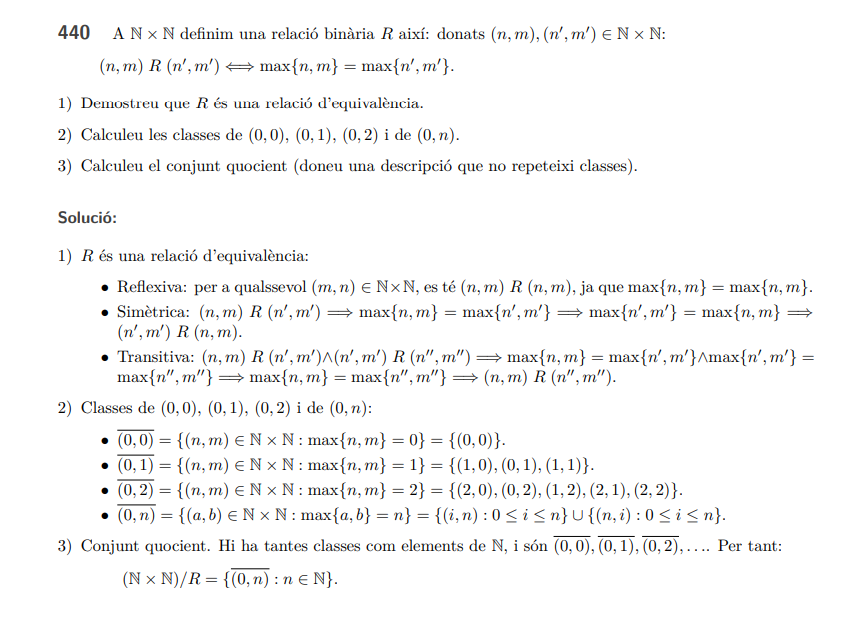 440 A ℕ × ℕ definim una relació binària R així: donats (n, m), (n′, m′) ∈ ℕ × ℕ:
(n, m) R (n′, m′) ⟺ max{n, m} = max{n′, m′}.
1) Demostreu que R és una relació d'equivalència.
2) Calculeu les classes de (0, 0), (0, 1), (0, 2) i de (0, n).
3) Calculeu el conjunt quocient (doneu una descripció que no repeteixi classes).
Solució:
1) R és una relació d'equivalència:
• Reflexiva: per a qualssevol (m, n) ∈ ℕ×ℕ, es té (n, m) R (n, m), ja que max{n, m} = max{n, m}.
• Simètrica: (n, m) R (n′, m′) ⟹ max{n, m} = max{n′, m′} ⟹ max{n′, m′} = max{n, m} ⟹
(n′, m′) R (n, m).
• Transitiva: (n, m) R (n′, m′)∧(n′, m′) R (n″, m″) ⟹ max{n, m} = max{n′, m′}∧max{n′, m′} =
max{n″, m″} ⟹ max{n, m} = max{n″, m″} ⟹ (n, m) R (n″, m″).
2) Classes de (0, 0), (0, 1), (0, 2) i de (0, n):
• $\overline{(0, 0)}$ = {(n, m) ∈ ℕ × ℕ : max{n, m} = 0} = {(0, 0)}.
• $\overline{(0, 1)}$ = {(n, m) ∈ ℕ × ℕ : max{n, m} = 1} = {(1, 0), (0, 1), (1, 1)}.
• $\overline{(0, 2)}$ = {(n, m) ∈ ℕ × ℕ : max{n, m} = 2} = {(2, 0), (0, 2), (1, 2), (2, 1), (2, 2)}.
• $\overline{(0, n)}$ = {(a, b) ∈ ℕ × ℕ : max{a, b} = n} = {(i, n) : 0 ≤ i ≤ n} ∪ {(n, i) : 0 ≤ i ≤ n}.
3) Conjunt quocient. Hi ha tantes classes com elements de ℕ, i són $\overline{(0, 0)}$, $\overline{(0, 1)}$, $\overline{(0, 2)}$, .... Per tant:
(ℕ × ℕ)/R = {$\overline{(0, n)}$ : n ∈ ℕ}.